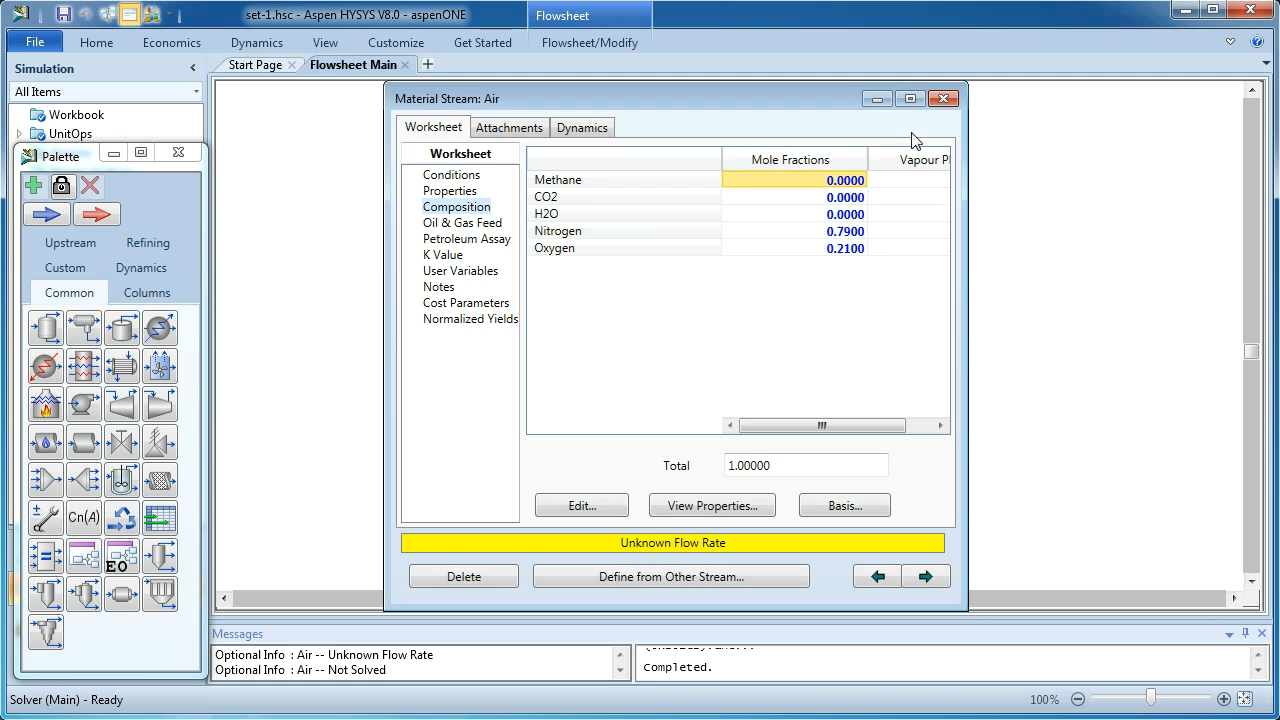 set-1.hsc - Aspen HYSYS V8.0 - aspenONE
Flowsheet
File
Home
Economics
Dynamics
View
Customize
Get Started
Flowsheet/Modify
Simulation
All Items
Workbook
UnitOps
Start Page
Flowsheet Main
Palette
Upstream
Refining
Custom
Dynamics
Common
Columns
Cn(A)
EO
Material Stream: Air
Worksheet
Attachments
Dynamics
Worksheet
Conditions
Properties
Composition
Oil & Gas Feed
Petroleum Assay
K Value
User Variables
Notes
Cost Parameters
Normalized Yields
Mole Fractions
Vapour P
Methane 0.0000
CO2 0.0000
H2O 0.0000
Nitrogen 0.7900
Oxygen 0.2100
Total 1.00000
Edit...
View Properties...
Basis...
Unknown Flow Rate
Delete
Define from Other Stream...
Messages
Optional Info : Air -- Unknown Flow Rate
Optional Info : Air -- Not Solved
Completed.
Solver (Main) - Ready
100%